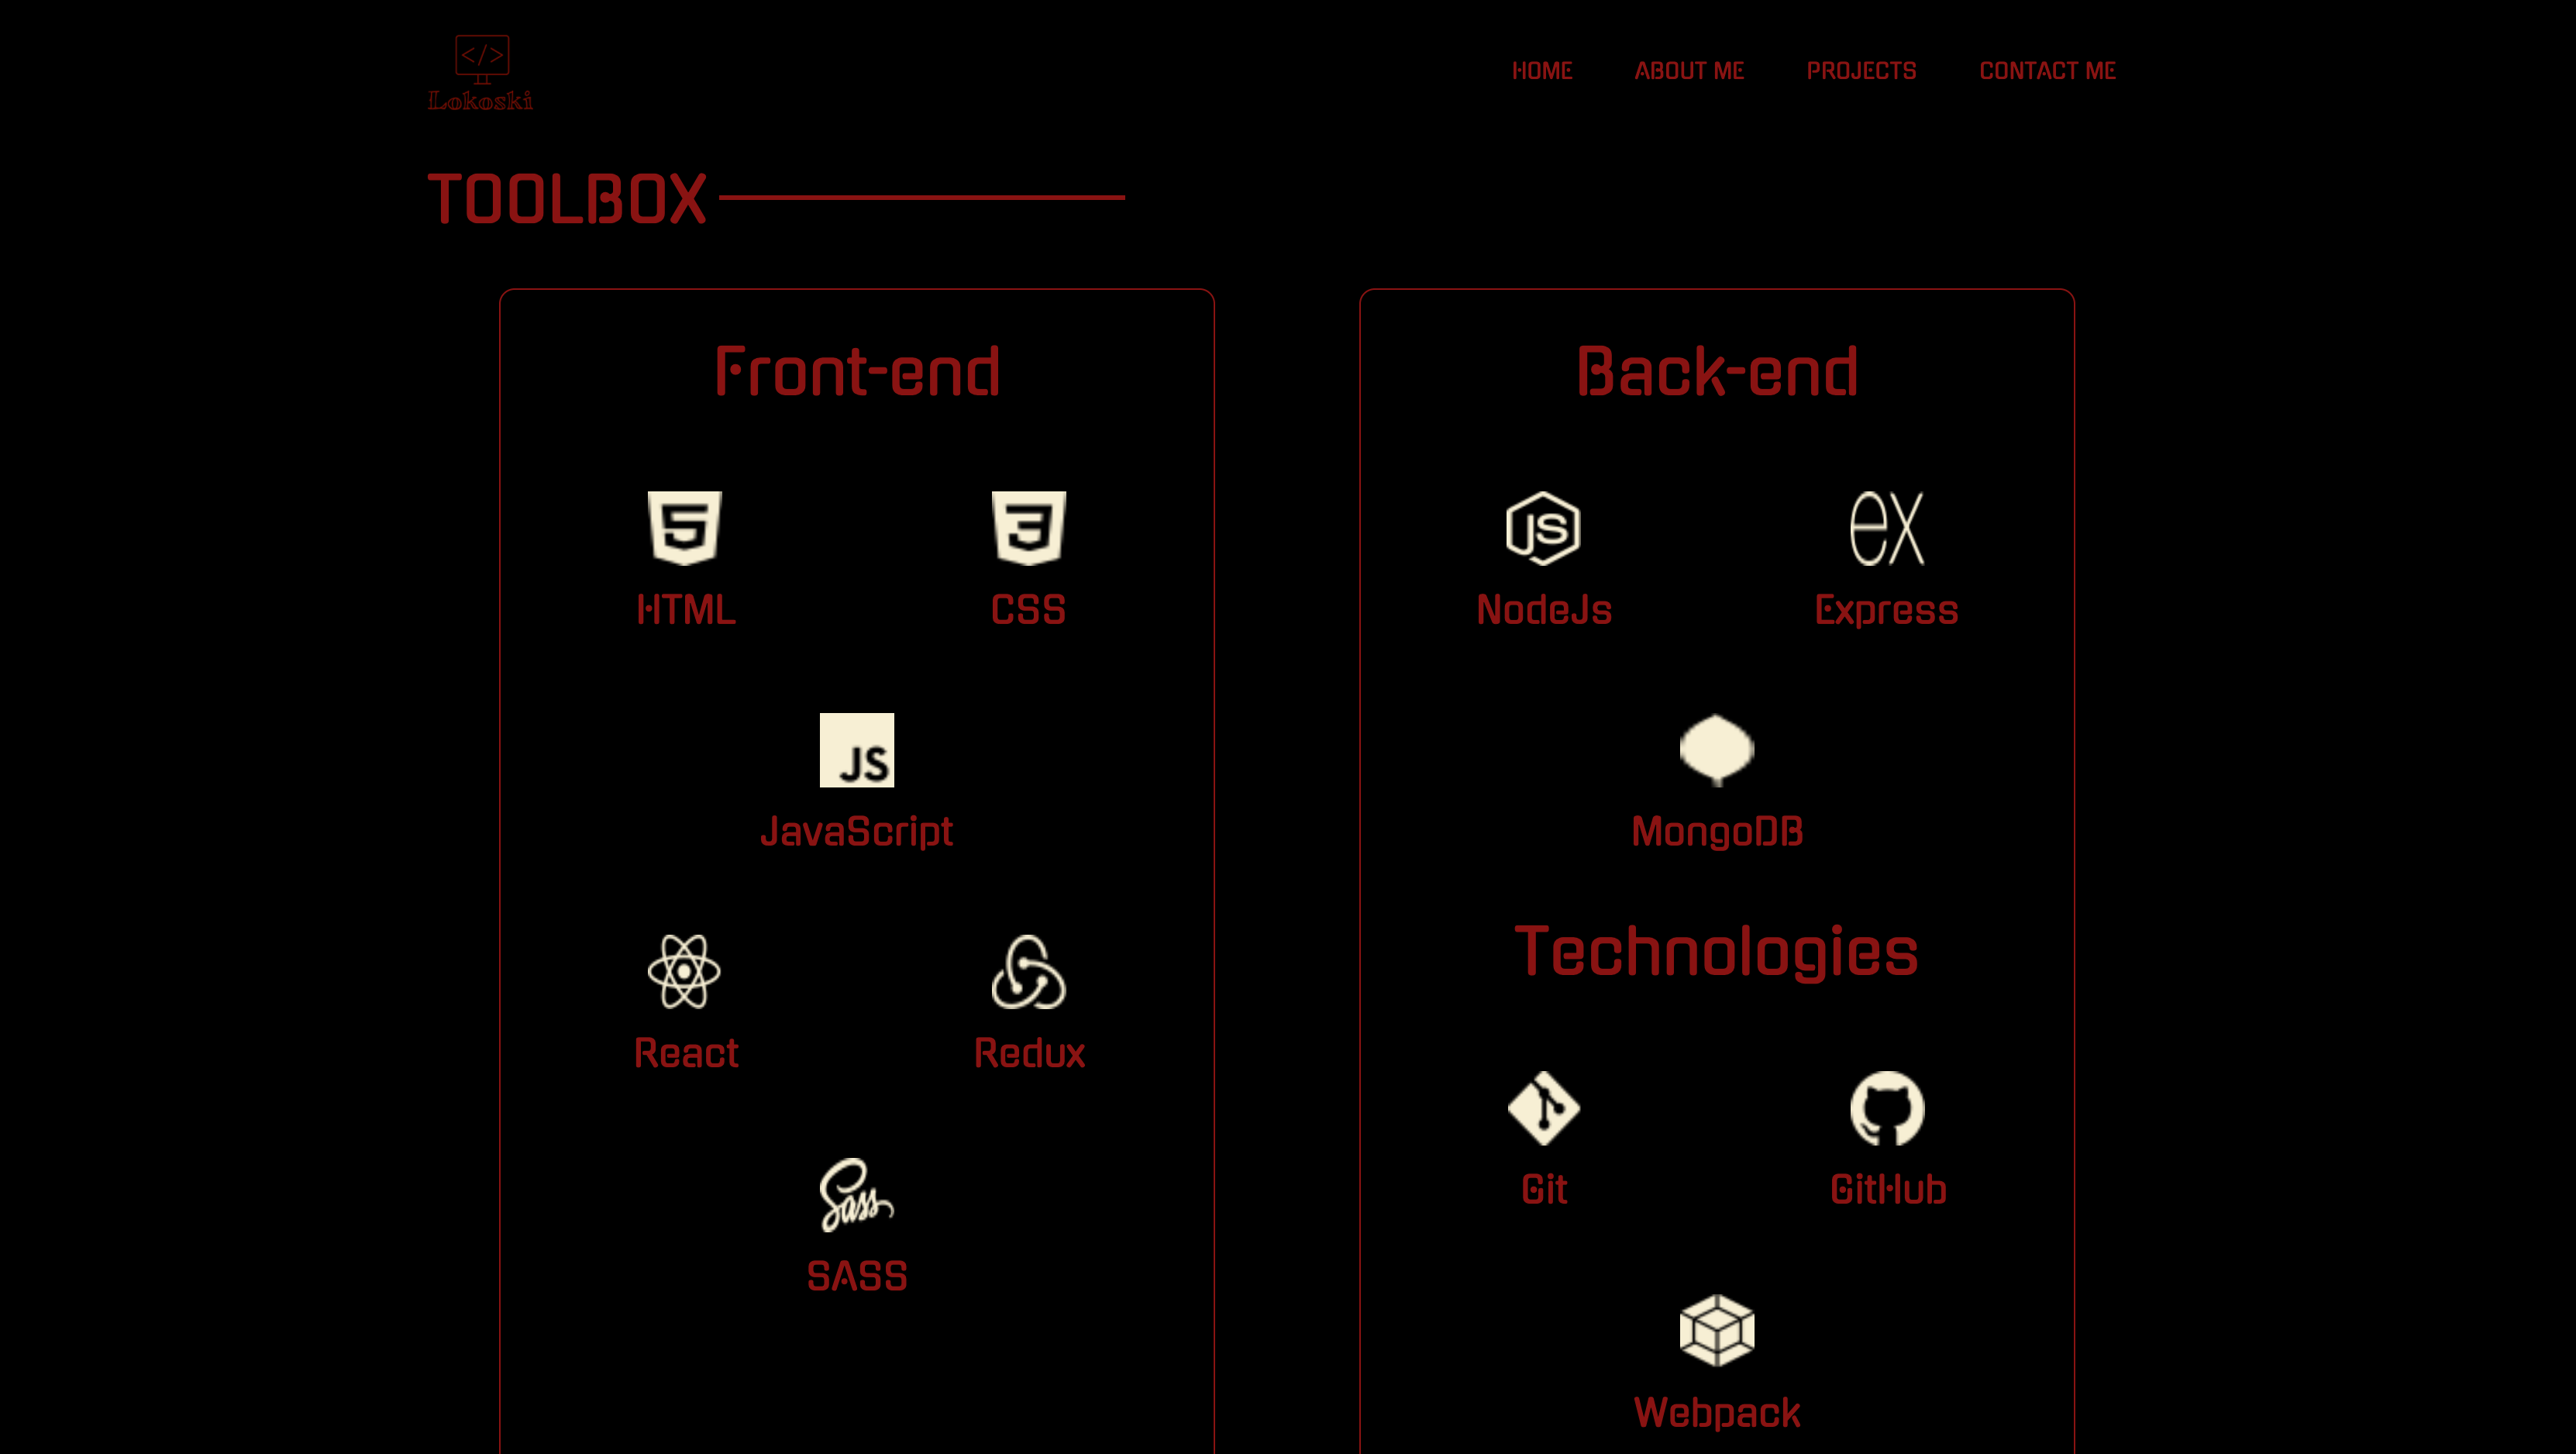 </>
Lokoski
HOME ABOUT ME PROJECTS CONTACT ME
TOOLBOX
Front-end
5
3
HTML CSS
JS
JavaScript
React Redux
Sass
SASS
Back-end
JS ex
NodeJs Express
MongoDB
Technologies
Git GitHub
Webpack